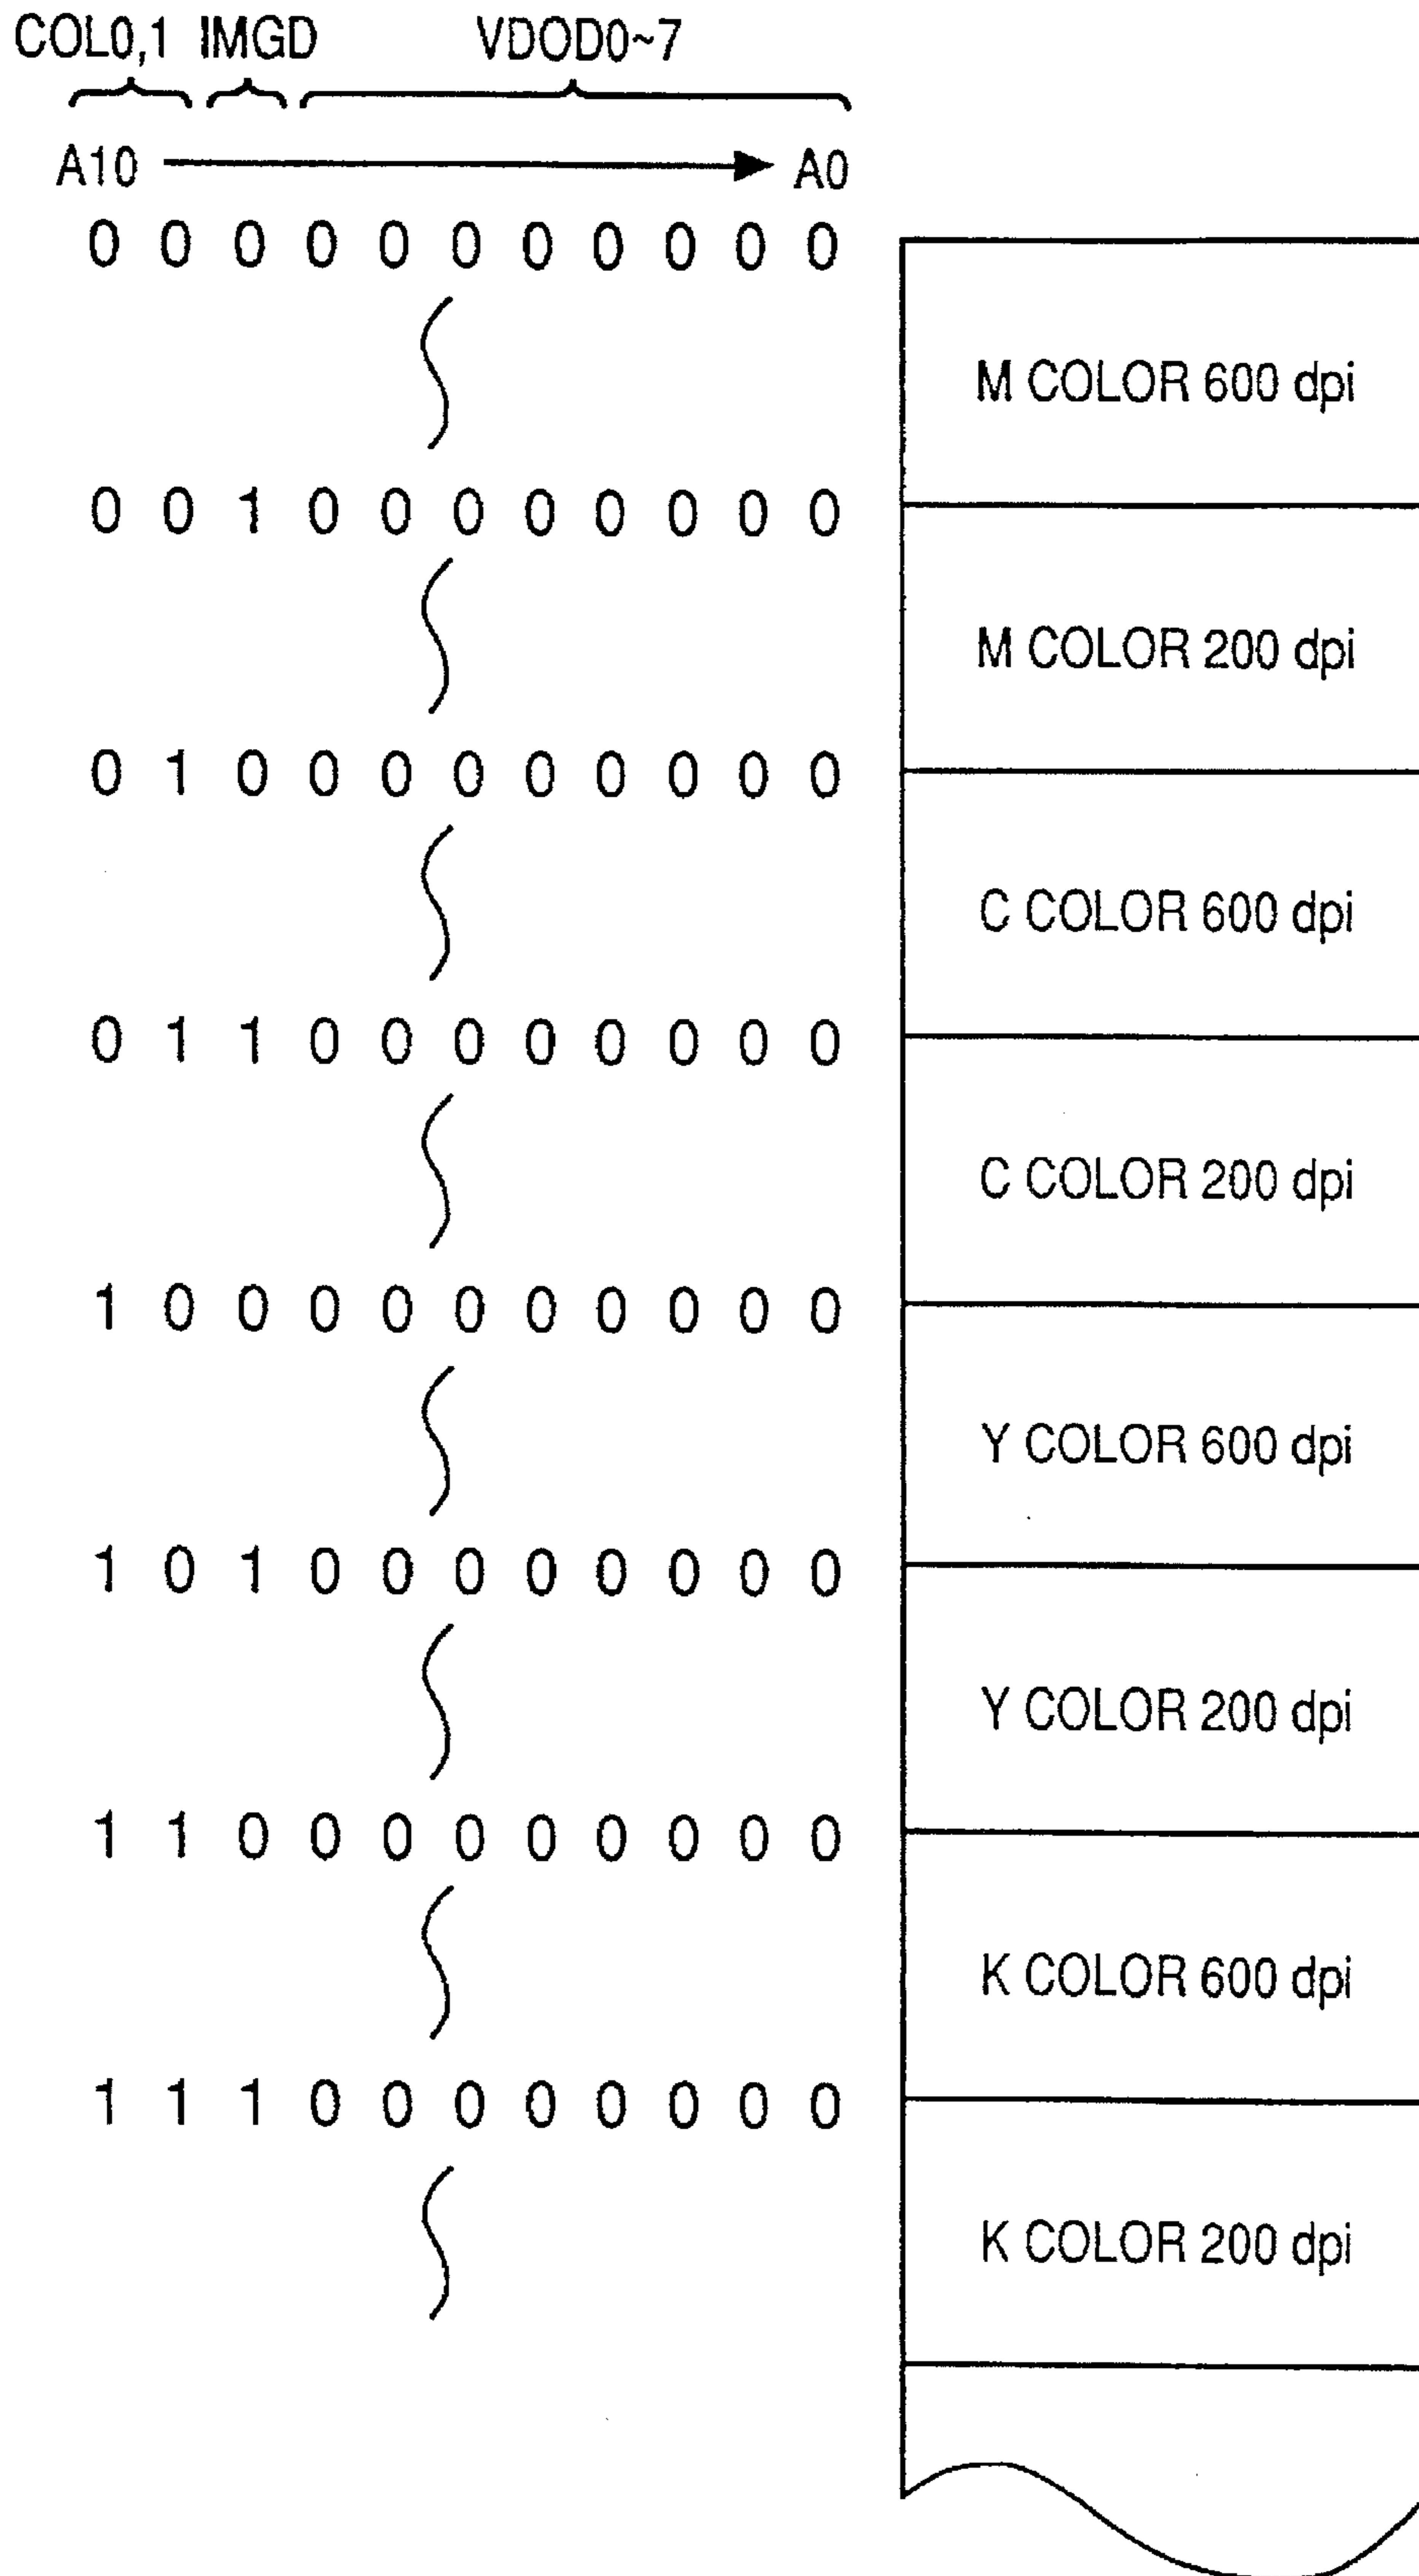 COL0,1 IMGD VDOD0~7
A10 A0
0 0 0 0 0 0 0 0 0 0 0
M COLOR 600 dpi
0 0 1 0 0 0 0 0 0 0 0
M COLOR 200 dpi
0 1 0 0 0 0 0 0 0 0 0
C COLOR 600 dpi
0 1 1 0 0 0 0 0 0 0 0
C COLOR 200 dpi
1 0 0 0 0 0 0 0 0 0 0
Y COLOR 600 dpi
1 0 1 0 0 0 0 0 0 0 0
Y COLOR 200 dpi
1 1 0 0 0 0 0 0 0 0 0
K COLOR 600 dpi
1 1 1 0 0 0 0 0 0 0 0
K COLOR 200 dpi